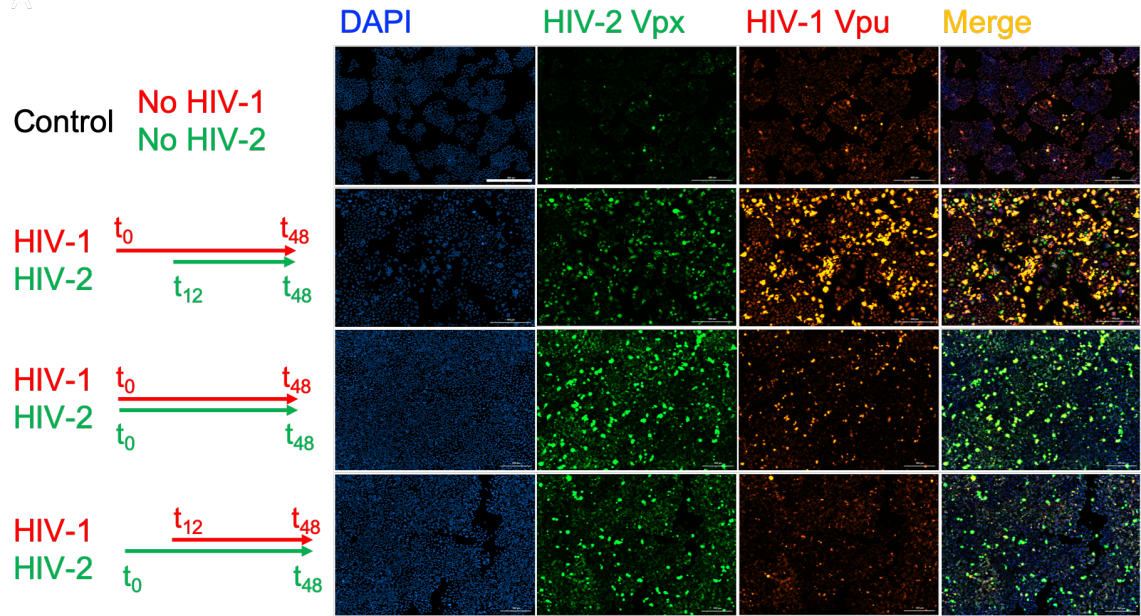 A
DAPI HIV-2 Vpx HIV-1 Vpu Merge
Control No HIV-1
No HIV-2
t0 t48
HIV-1
HIV-2
t12 t48
t0 t48
HIV-1
HIV-2
t0 t48
t12 t48
HIV-1
HIV-2
t0 t48